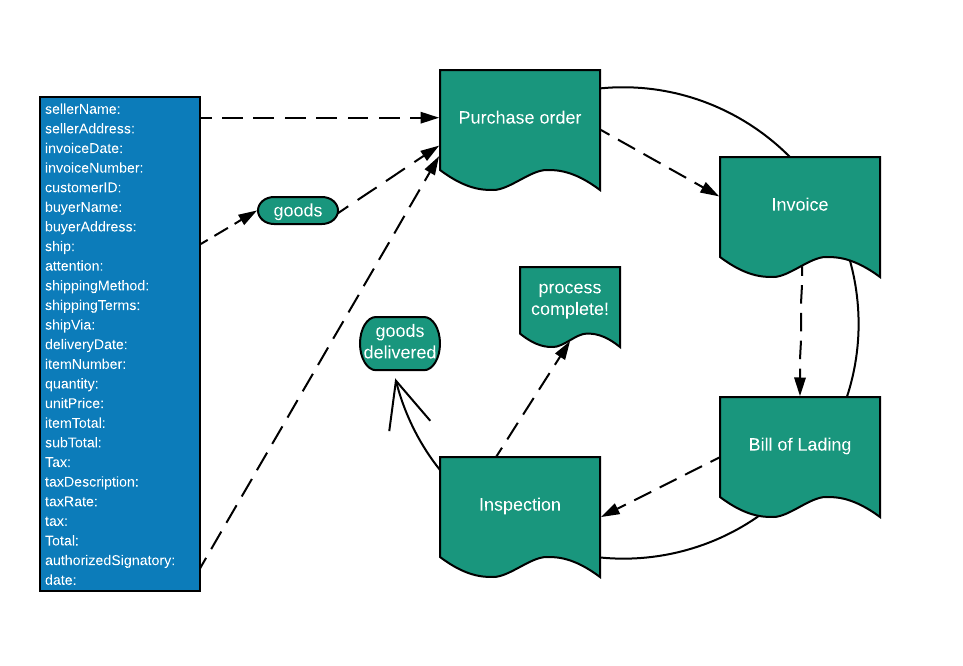 sellerName:
sellerAddress:
invoiceDate:
invoiceNumber:
customerID:
buyerName:
buyerAddress:
ship:
attention:
shippingMethod:
shippingTerms:
shipVia:
deliveryDate:
itemNumber:
quantity:
unitPrice:
itemTotal:
subTotal:
Tax:
taxDescription:
taxRate:
tax:
Total:
authorizedSignatory:
date:
goods
Purchase order
Invoice
process
complete!
goods
delivered
Bill of Lading
Inspection